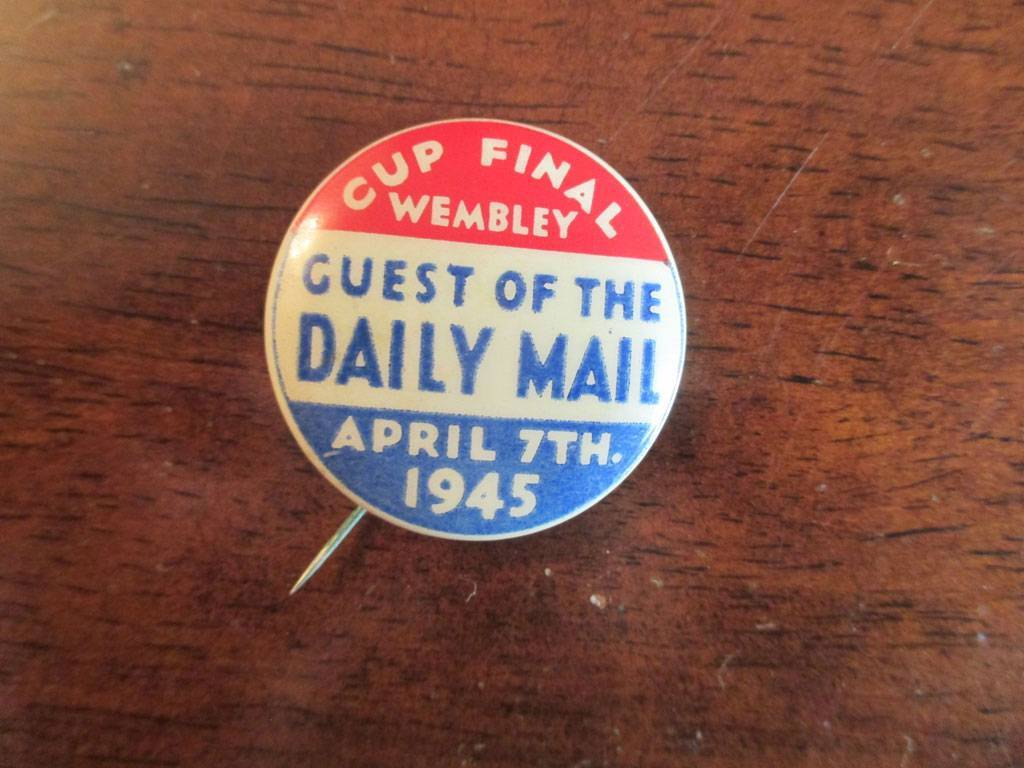 CUP FINAL
WEMBLEY
GUEST OF THE
DAILY MAIL
APRIL 7TH.
1945